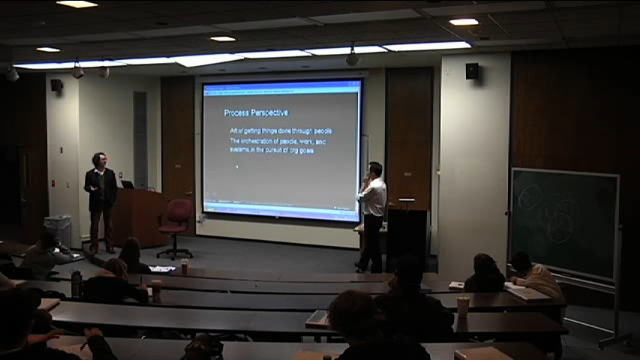 Process Perspective
Art of getting things done through people
The orchestration of people, work, and
systems in the pursuit of org goals